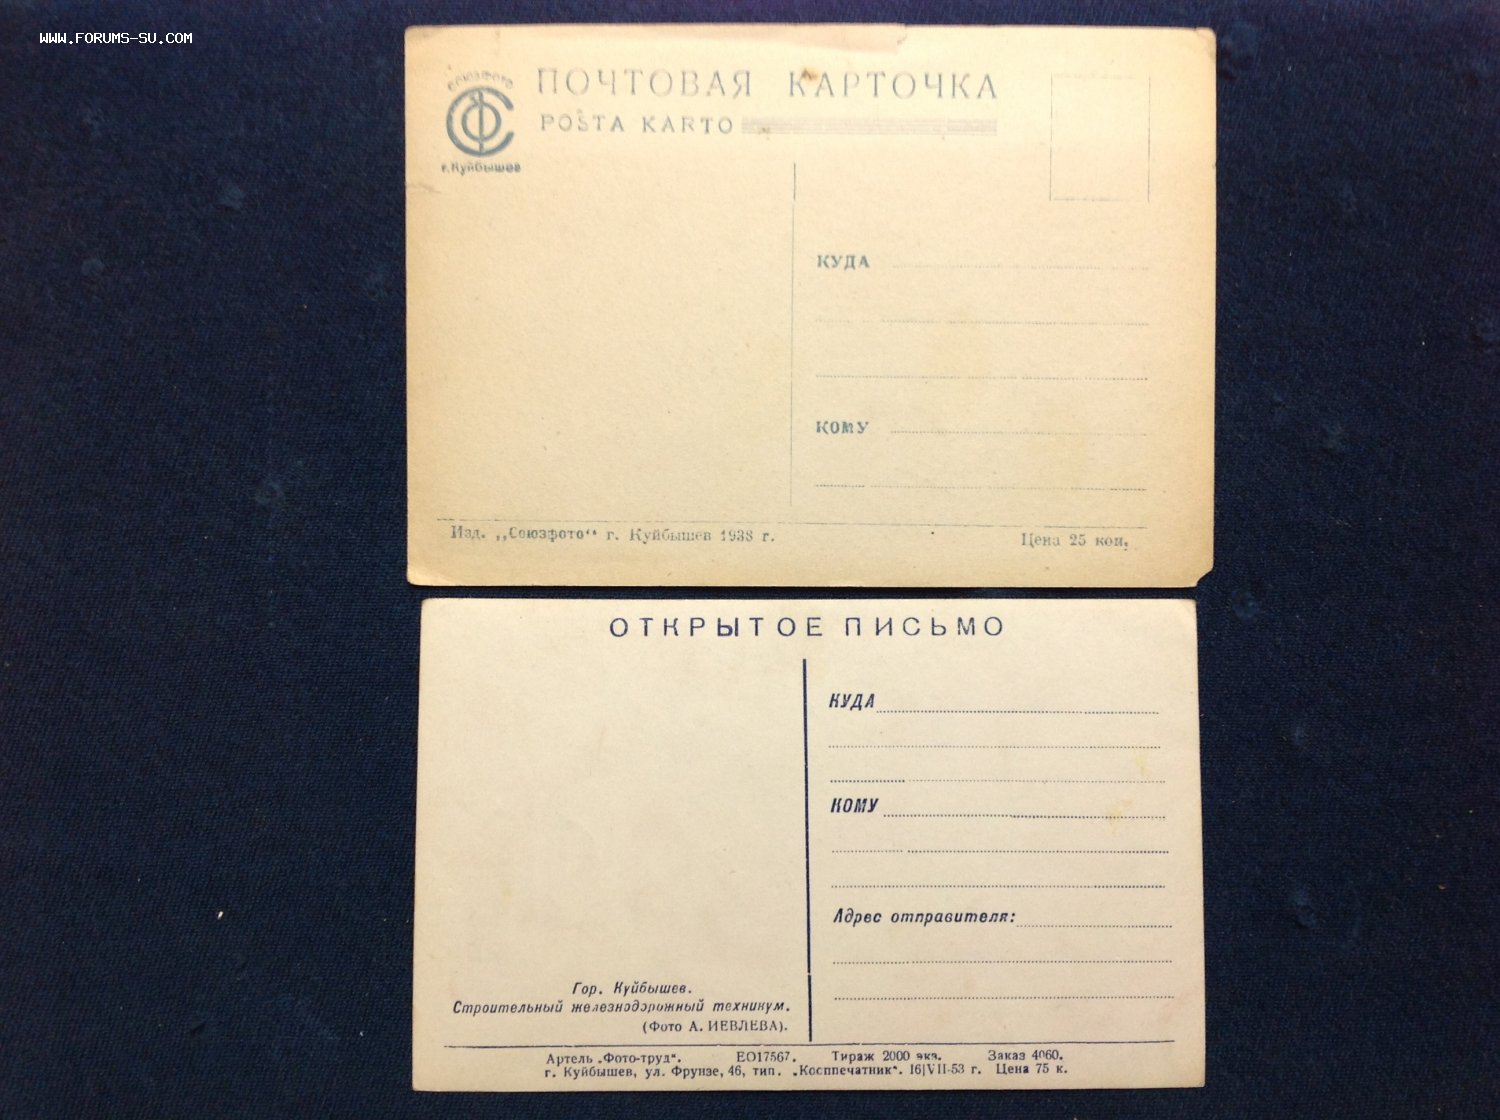 WWW.FORUMS-SU.COM
СОЮЗФОТО
г. Куйбышев
ПОЧТОВАЯ КАРТОЧКА
POŜTA KARTO
КУДА
КОМУ
Изд. „Союзфото“ г. Куйбышев 1938 г.
Цена 25 коп.
ОТКРЫТОЕ ПИСЬМО
КУДА
КОМУ
Адрес отправителя:
Гор. Куйбышев.
Строительный железнодорожный техникум.
(Фото А. ИЕВЛЕВА).
Артель „Фото-труд“. ЕО17567. Тираж 2000 экз. Заказ 4060.
г. Куйбышев, ул. Фрунзе, 46, тип. „Косппечатник“. 16|VII-53 г. Цена 75 к.